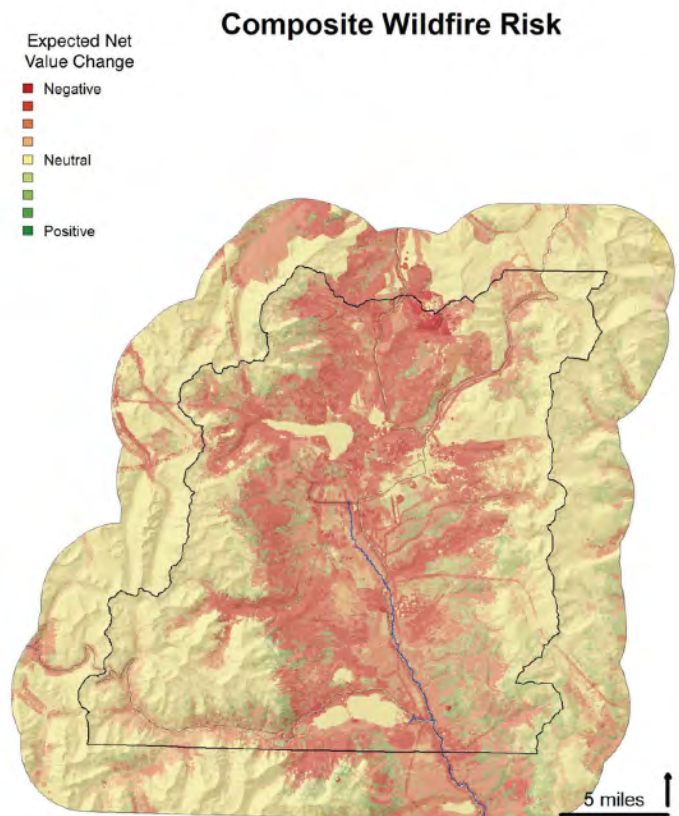 Composite Wildfire Risk
Expected Net
Value Change
Negative
Neutral
Positive
5 miles